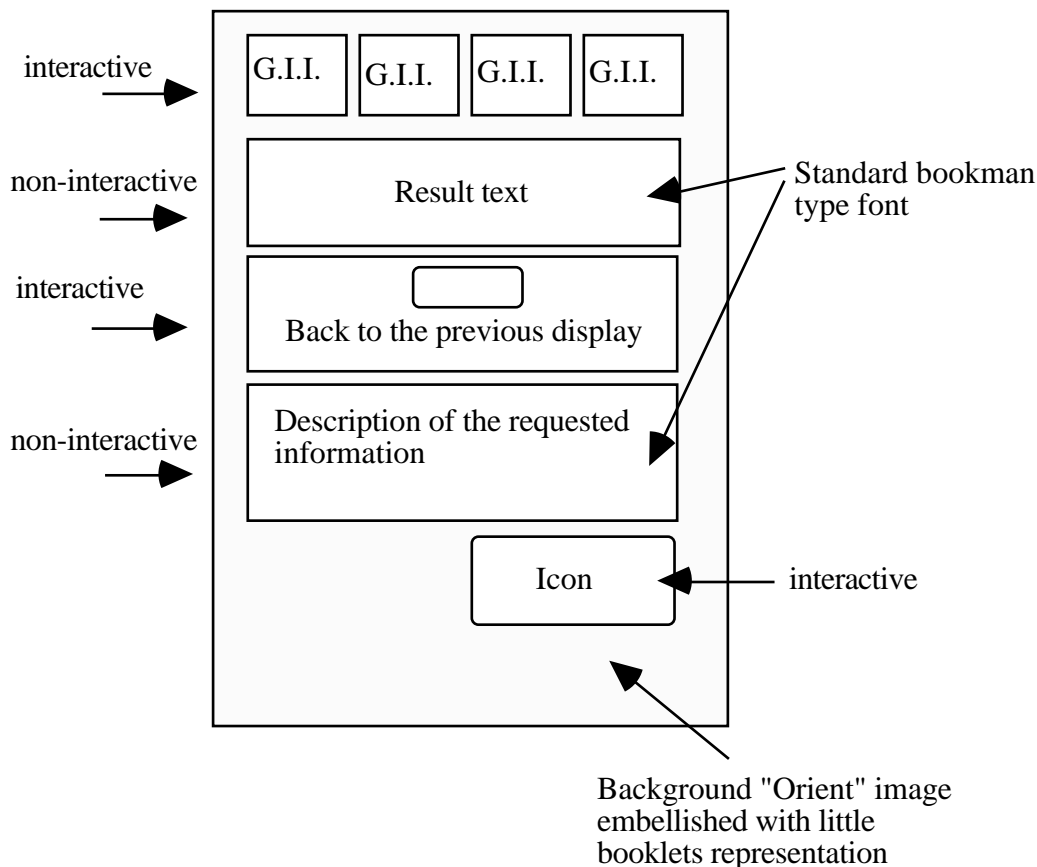 G.I.I. G.I.I. G.I.I. G.I.I.
interactive
non-interactive
Result text
Standard bookman
type font
interactive
Back to the previous display
Description of the requested
information
non-interactive
Icon
interactive
Background "Orient" image
embellished with little
booklets representation